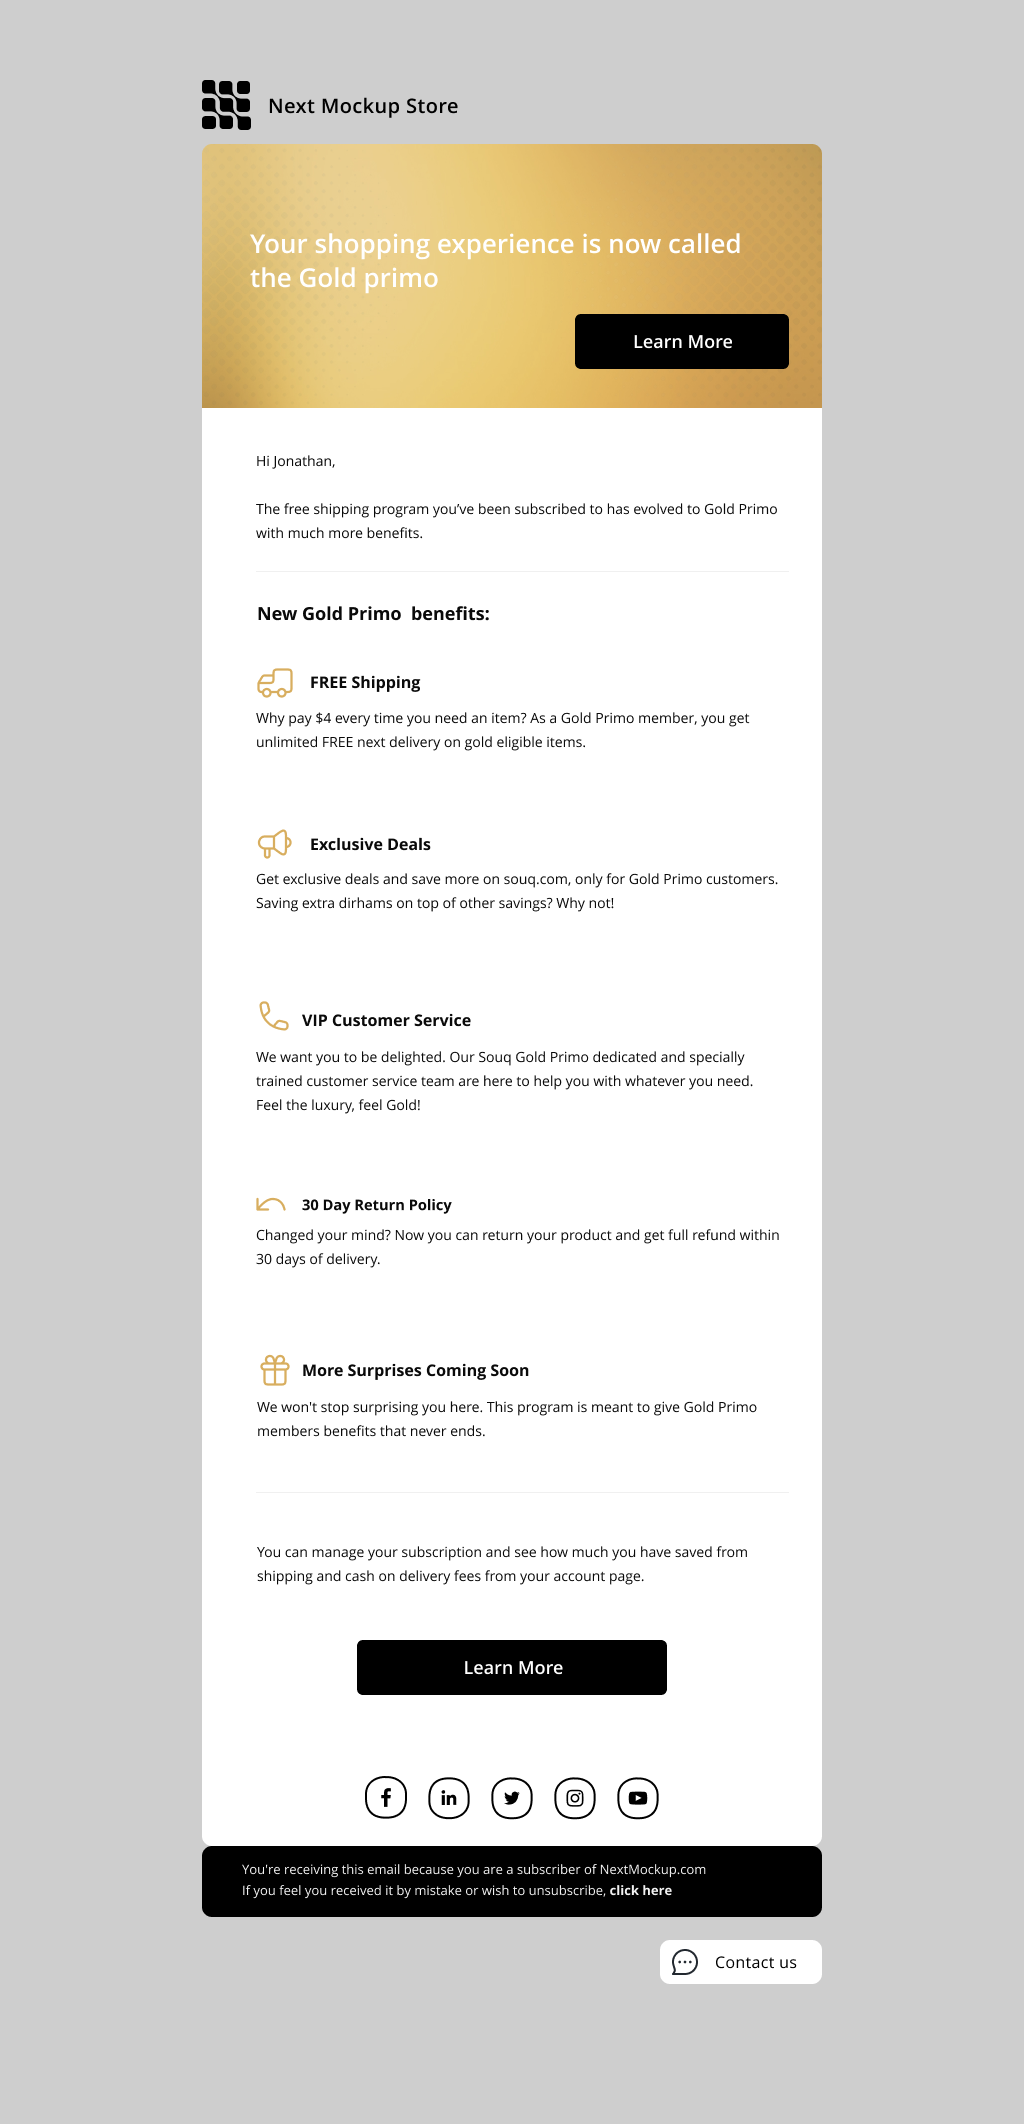 Next Mockup Store
Your shopping experience is now called
the Gold primo
Learn More
Hi Jonathan,
The free shipping program you’ve been subscribed to has evolved to Gold Primo
with much more benefits.
New Gold Primo  benefits:
FREE Shipping
Why pay $4 every time you need an item? As a Gold Primo member, you get
unlimited FREE next delivery on gold eligible items.
Exclusive Deals
Get exclusive deals and save more on souq.com, only for Gold Primo customers.
Saving extra dirhams on top of other savings? Why not!
VIP Customer Service
We want you to be delighted. Our Souq Gold Primo dedicated and specially
trained customer service team are here to help you with whatever you need.
Feel the luxury, feel Gold!
30 Day Return Policy
Changed your mind? Now you can return your product and get full refund within
30 days of delivery.
More Surprises Coming Soon
We won't stop surprising you here. This program is meant to give Gold Primo
members benefits that never ends.
You can manage your subscription and see how much you have saved from
shipping and cash on delivery fees from your account page.
Learn More
You're receiving this email because you are a subscriber of NextMockup.com
If you feel you received it by mistake or wish to unsubscribe, click here
Contact us